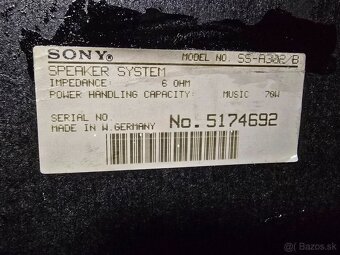 SONY® MODEL NO. SS-A302/B
SPEAKER SYSTEM
IMPEDANCE: 6 OHM
POWER HANDLING CAPACITY: MUSIC 70W
SERIAL NO.
MADE IN W.GERMANY No. 5174692
Bazos.sk